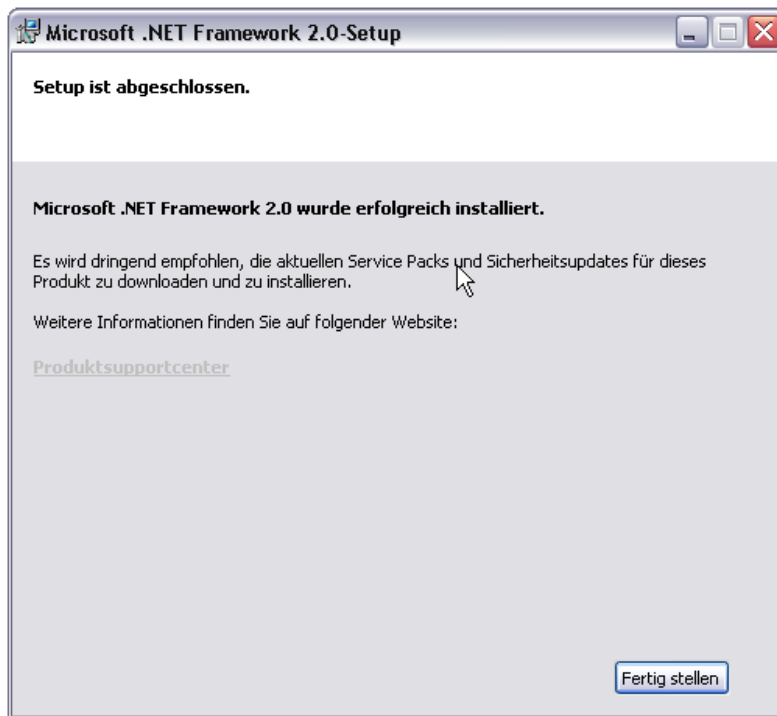 Microsoft .NET Framework 2.0-Setup
Setup ist abgeschlossen.
Microsoft .NET Framework 2.0 wurde erfolgreich installiert.
Es wird dringend empfohlen, die aktuellen Service Packs und Sicherheitsupdates für dieses
Produkt zu downloaden und zu installieren.
Weitere Informationen finden Sie auf folgender Website:
Produktsupportcenter
Fertig stellen